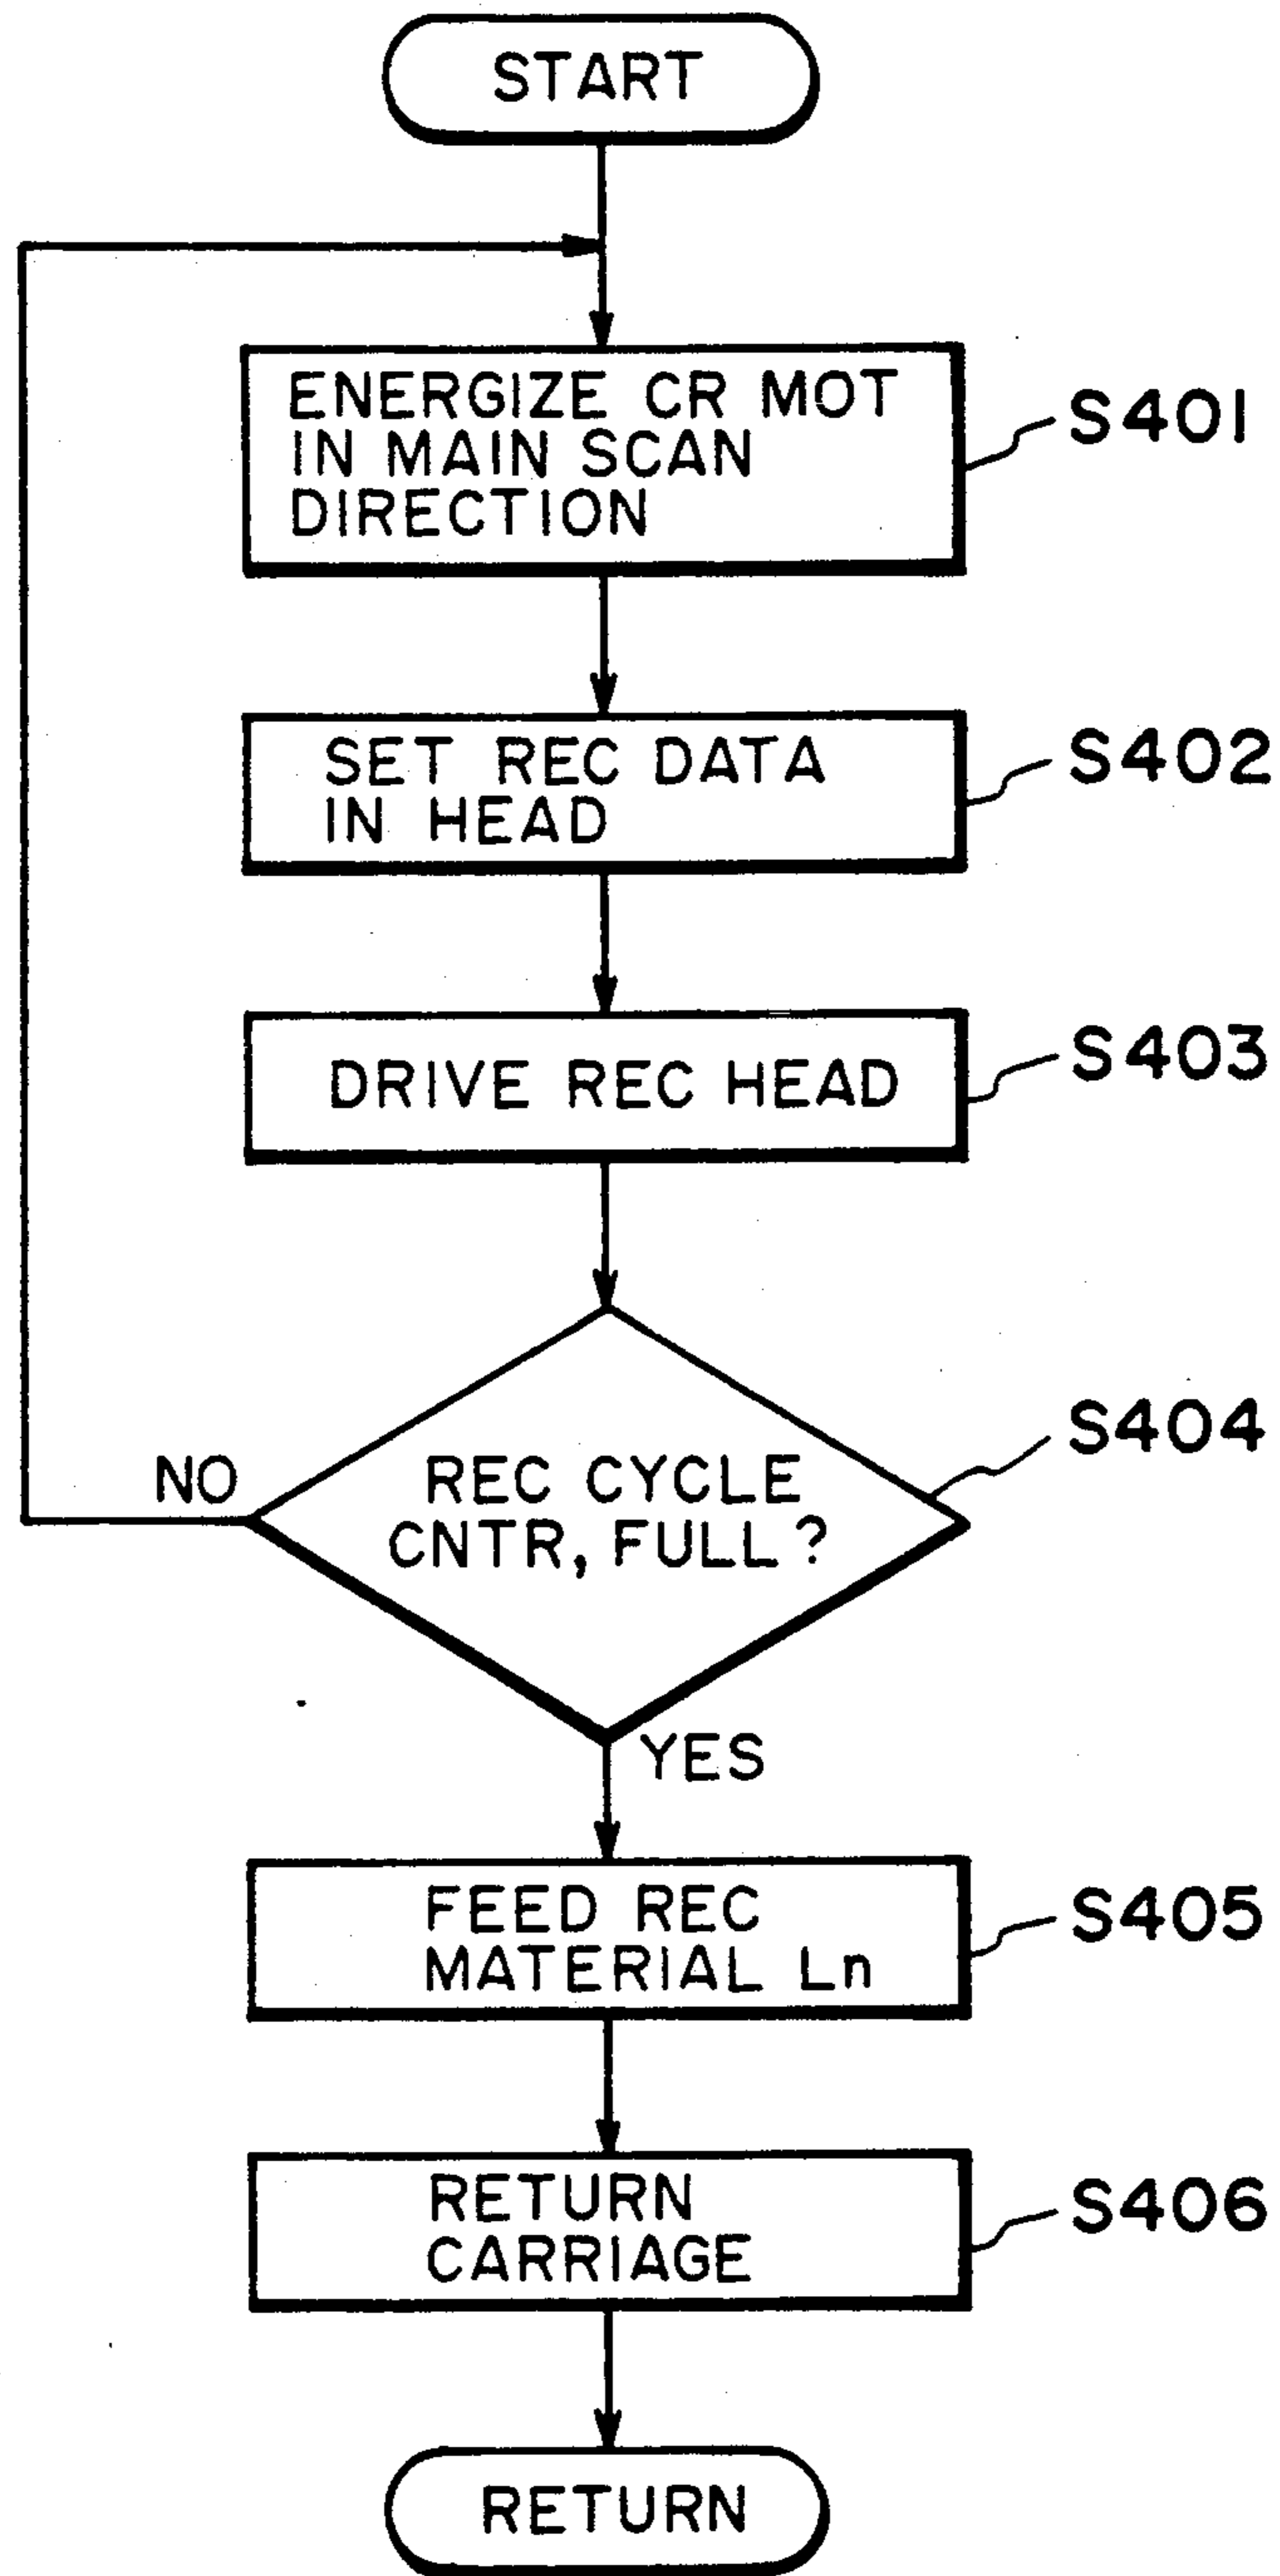 START
ENERGIZE CR MOT
IN MAIN SCAN
DIRECTION
S401
SET REC DATA
IN HEAD
S402
DRIVE REC HEAD
S403
REC CYCLE
CNTR, FULL?
S404
NO
YES
FEED REC
MATERIAL Ln
S405
RETURN
CARRIAGE
S406
RETURN